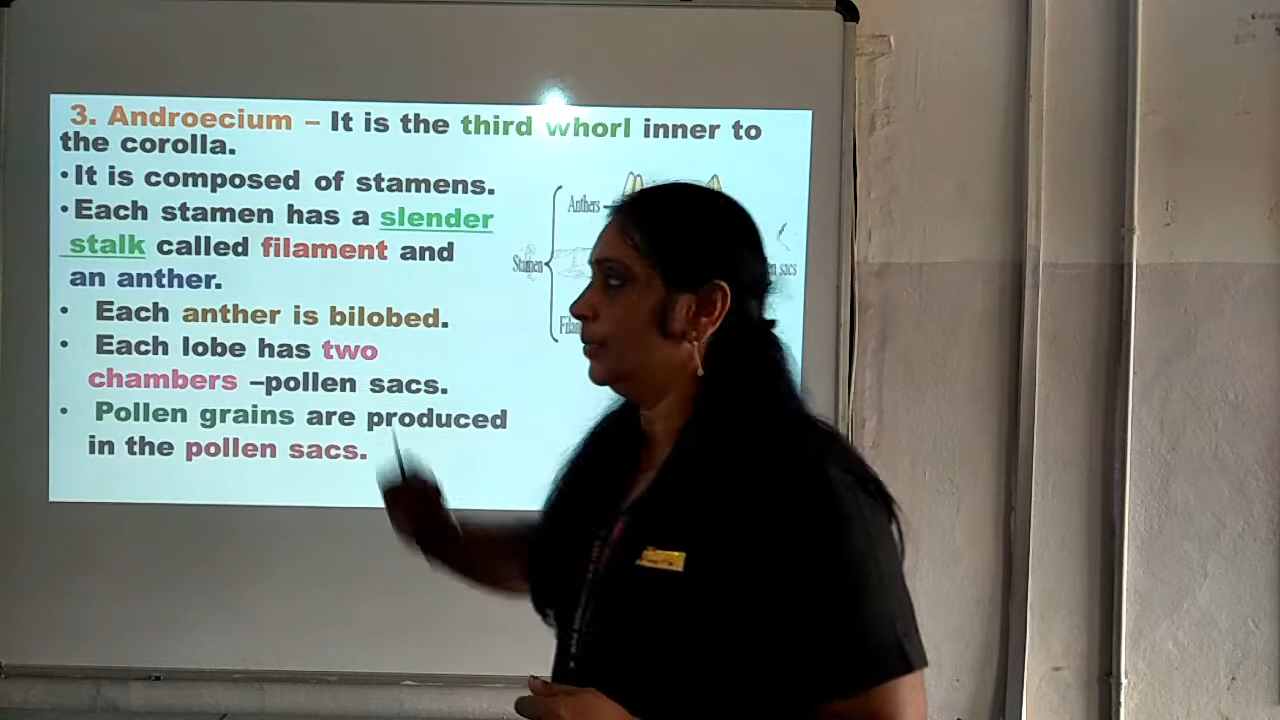 3. Androecium – It is the third whorl inner to
the corolla.
•It is composed of stamens.
•Each stamen has a slender
stalk called filament and
an anther.
• Each anther is bilobed.
• Each lobe has two
chambers –pollen sacs.
• Pollen grains are produced
in the pollen sacs.
Anthers
Stamen
sacs